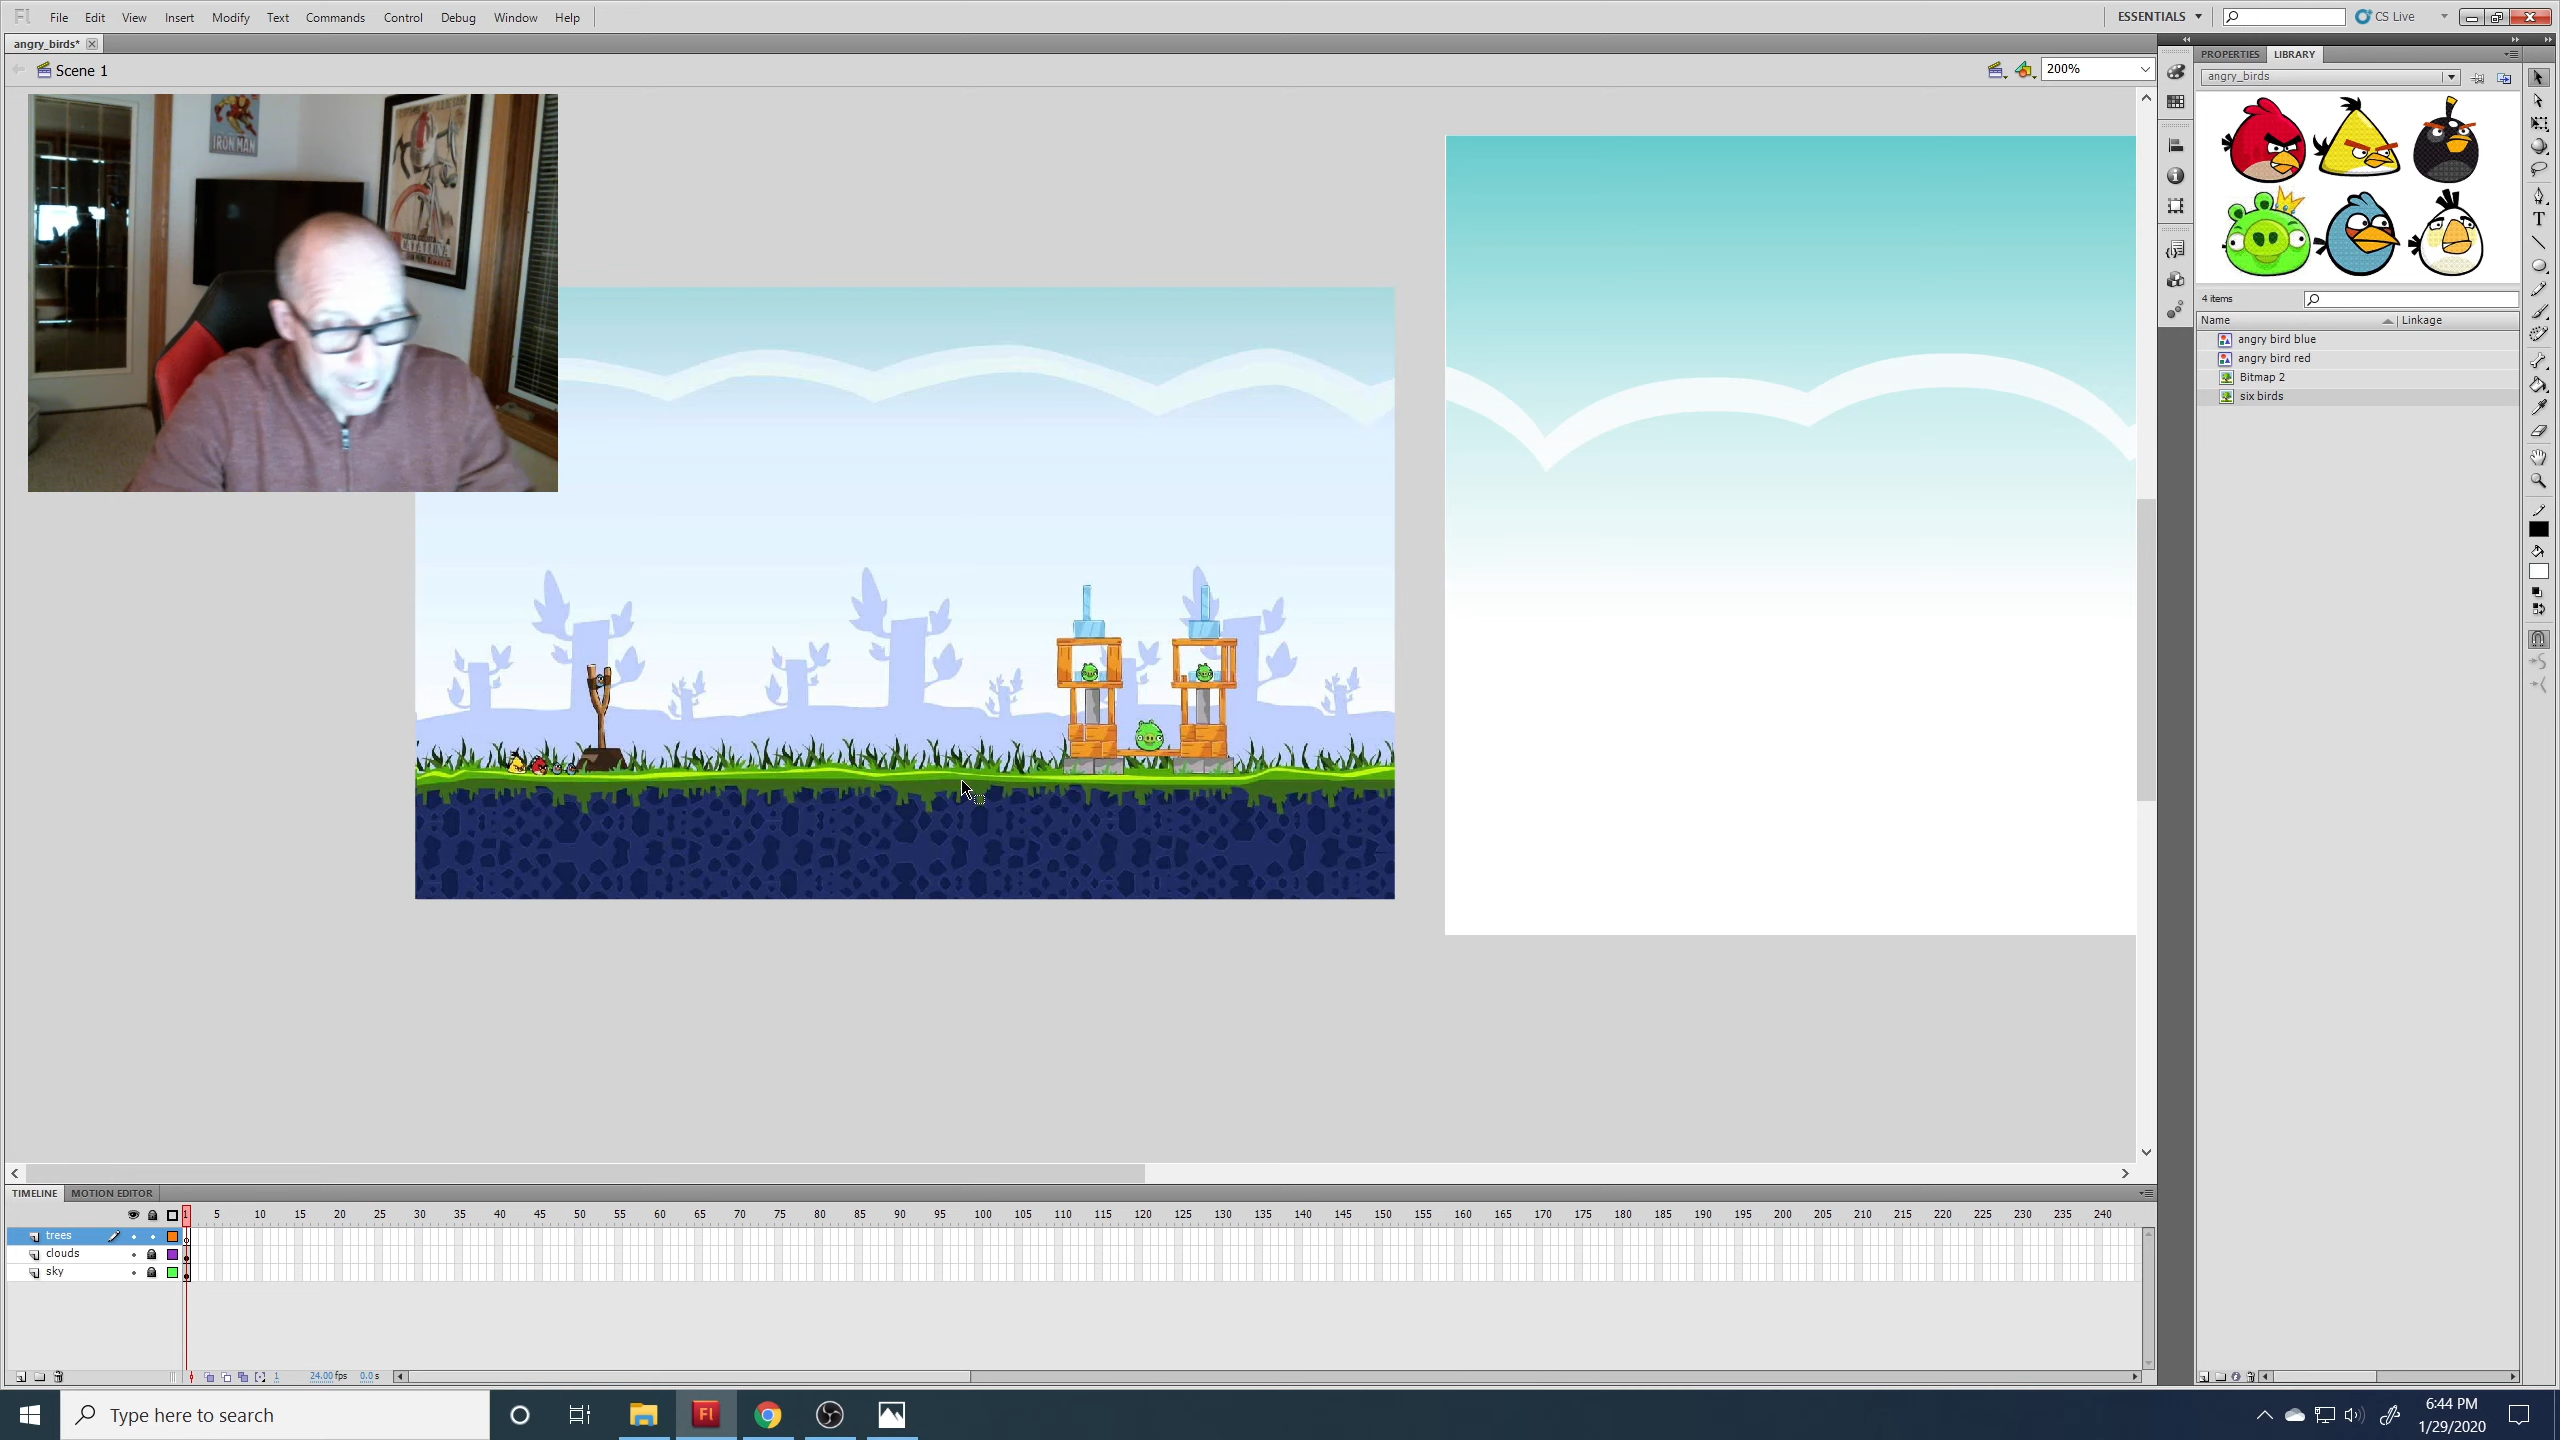 Fl File Edit View Insert Modify Text Commands Control Debug Window Help ESSENTIALS CS Live
angry_birds*
Scene 1 200%
IRON MAN
PROPERTIES LIBRARY
angry_birds
4 items
Name Linkage
angry bird blue
angry bird red
Bitmap 2
six birds
TIMELINE MOTION EDITOR
1 5 10 15 20 25 30 35 40 45 50 55 60 65 70 75 80 85 90 95 100 105 110 115 120 125 130 135 140 145 150 155 160 165 170 175 180 185 190 195 200 205 210 215 220 225 230 235 240
trees
clouds
sky
1 24.00 fps 0.0 s
Type here to search
Fl
6:44 PM
1/29/2020